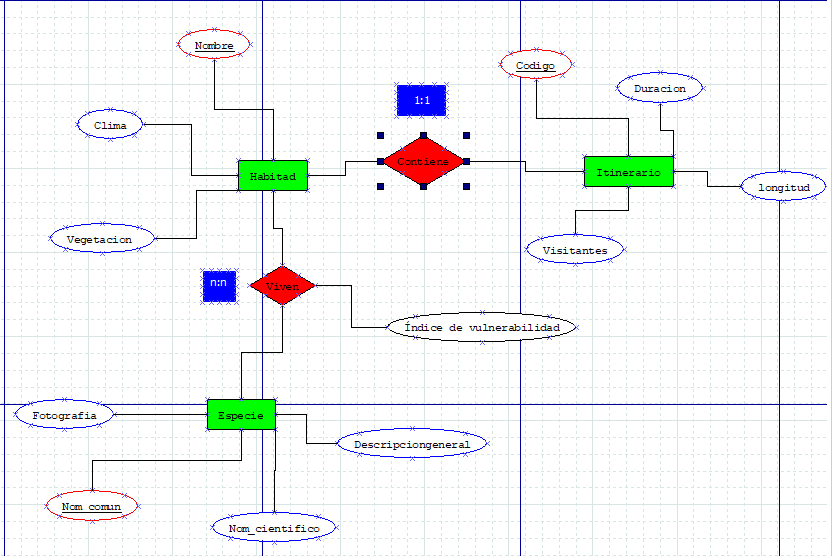 Nombre
Codigo
Duracion
1:1
Clima
Contiene
Habitad
Itinerario
longitud
Vegetacion
Visitantes
n:n
Viven
Índice de vulnerabilidad
Fotografia
Especie
Descripciongeneral
Nom_comun
Nom_cientifico